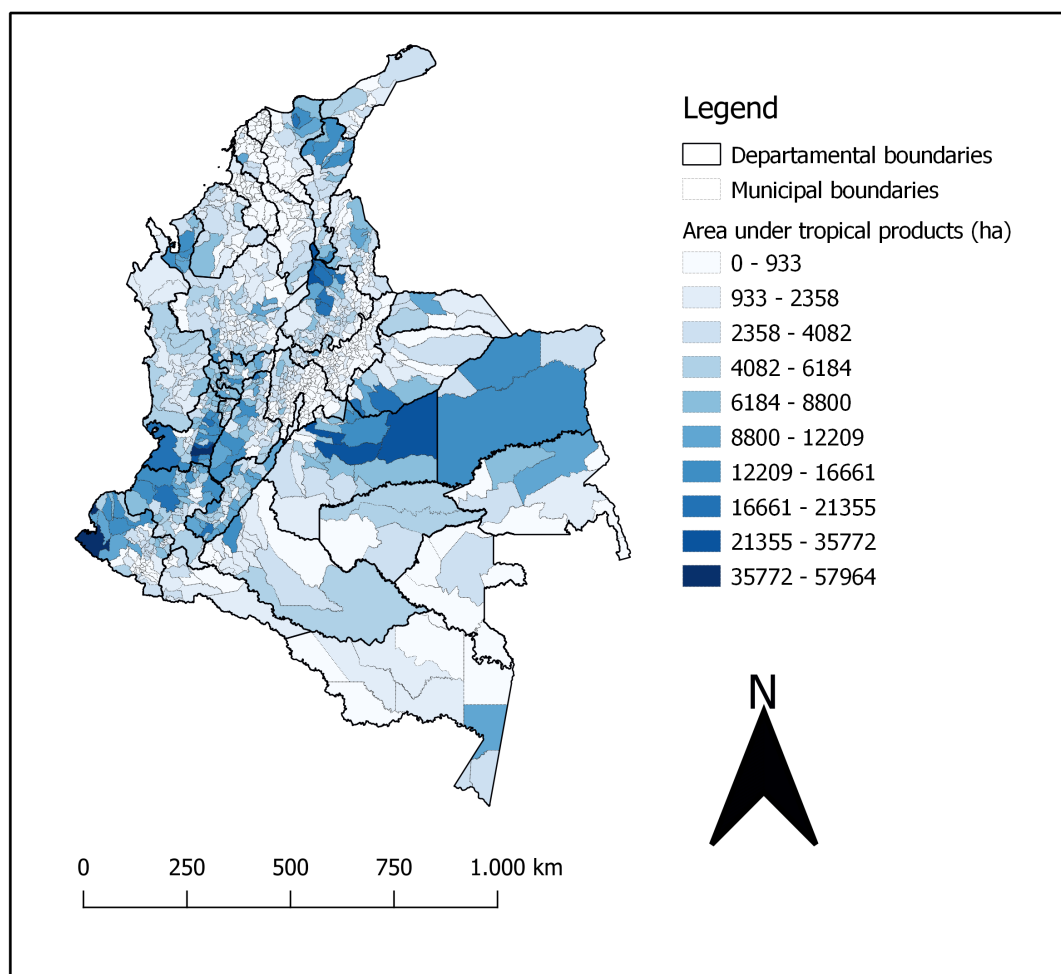 Legend
Departamental boundaries
Municipal boundaries
Area under tropical products (ha)
0 - 933
933 - 2358
2358 - 4082
4082 - 6184
6184 - 8800
8800 - 12209
12209 - 16661
16661 - 21355
21355 - 35772
35772 - 57964
N
0 250 500 750 1.000 km